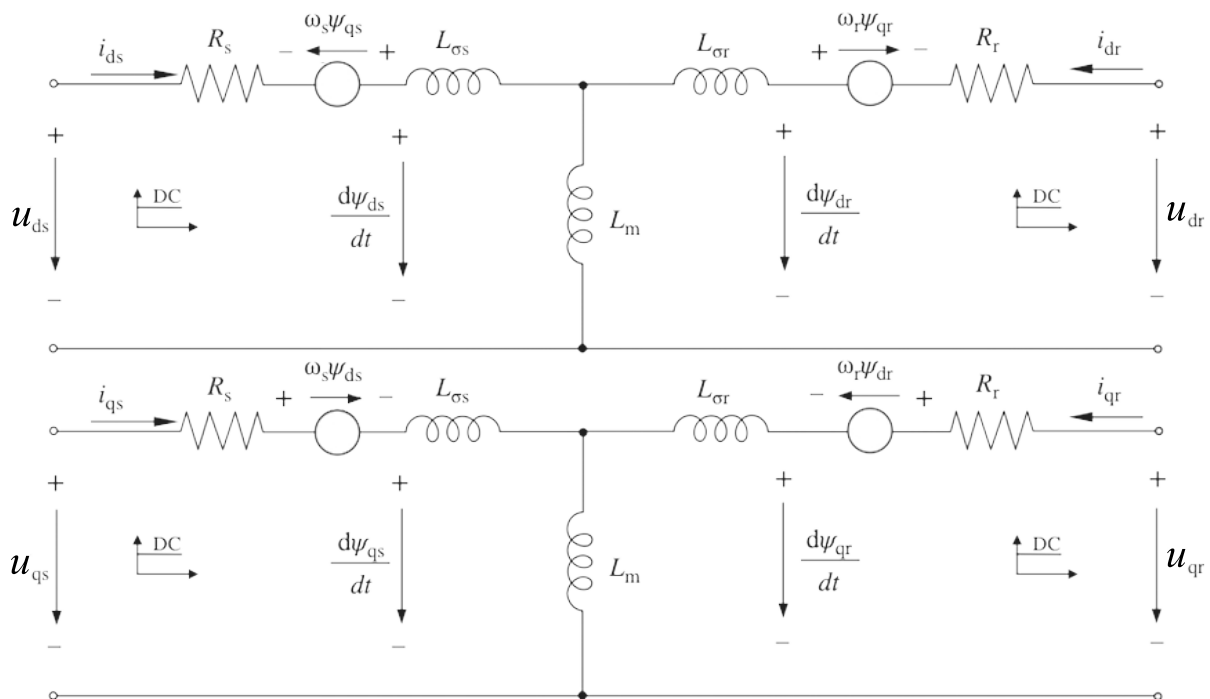 ω_sψ_qs
ω_rψ_qr
i_ds
R_s
−
+
L_σs
L_σr
+
−
R_r
i_dr
+
+
+
+
DC
DC
u_ds
dψ_ds
dt
L_m
dψ_dr
dt
u_dr
−
−
−
−
ω_sψ_ds
ω_rψ_dr
i_qs
R_s
+
−
L_σs
L_σr
−
+
R_r
i_qr
+
+
+
+
DC
DC
u_qs
dψ_qs
dt
L_m
dψ_qr
dt
u_qr
−
−
−
−